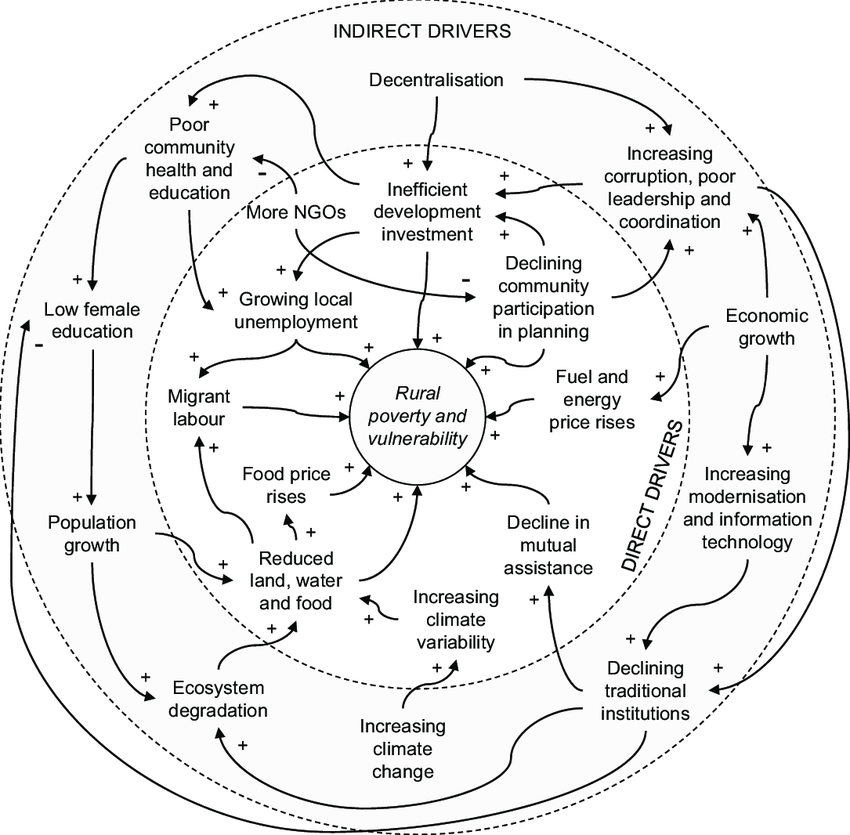 INDIRECT DRIVERS
Decentralisation
+
+
Poor
community
health and
education
-
More NGOs
+
Inefficient
development
investment
+
+
Increasing
corruption, poor
leadership and
coordination
+
+
+
Declining
community
participation
in planning
-
+
Growing local
unemployment
+
+
Low female
education
-
Economic
growth
+
+
+
+
+
Rural
poverty and
vulnerability
Migrant
labour
+
+
Fuel and
energy
price rises
+
+
DIRECT DRIVERS
Increasing
modernisation
and information
technology
+
Food price
rises
+
+
+
+
Population
growth
+
Decline in
mutual
assistance
+
Reduced
land, water
and food
+
+
Increasing
climate
variability
+
+
Ecosystem
degradation
+
+
Increasing
climate
change
Declining
traditional
institutions
+
+